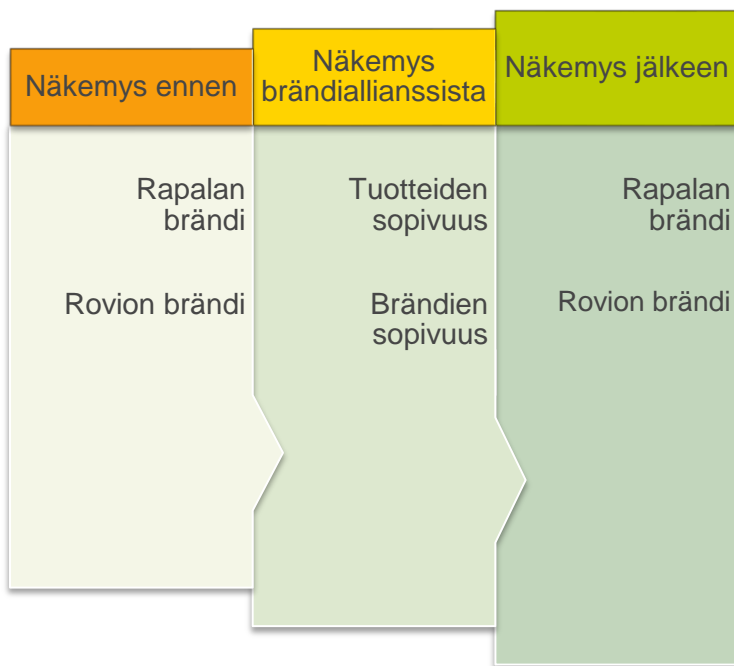 Näkemys ennen
Rapalan
brändi
Rovion brändi
Näkemys
brändiallianssista
Tuotteiden
sopivuus
Brändien
sopivuus
Näkemys jälkeen
Rapalan
brändi
Rovion brändi